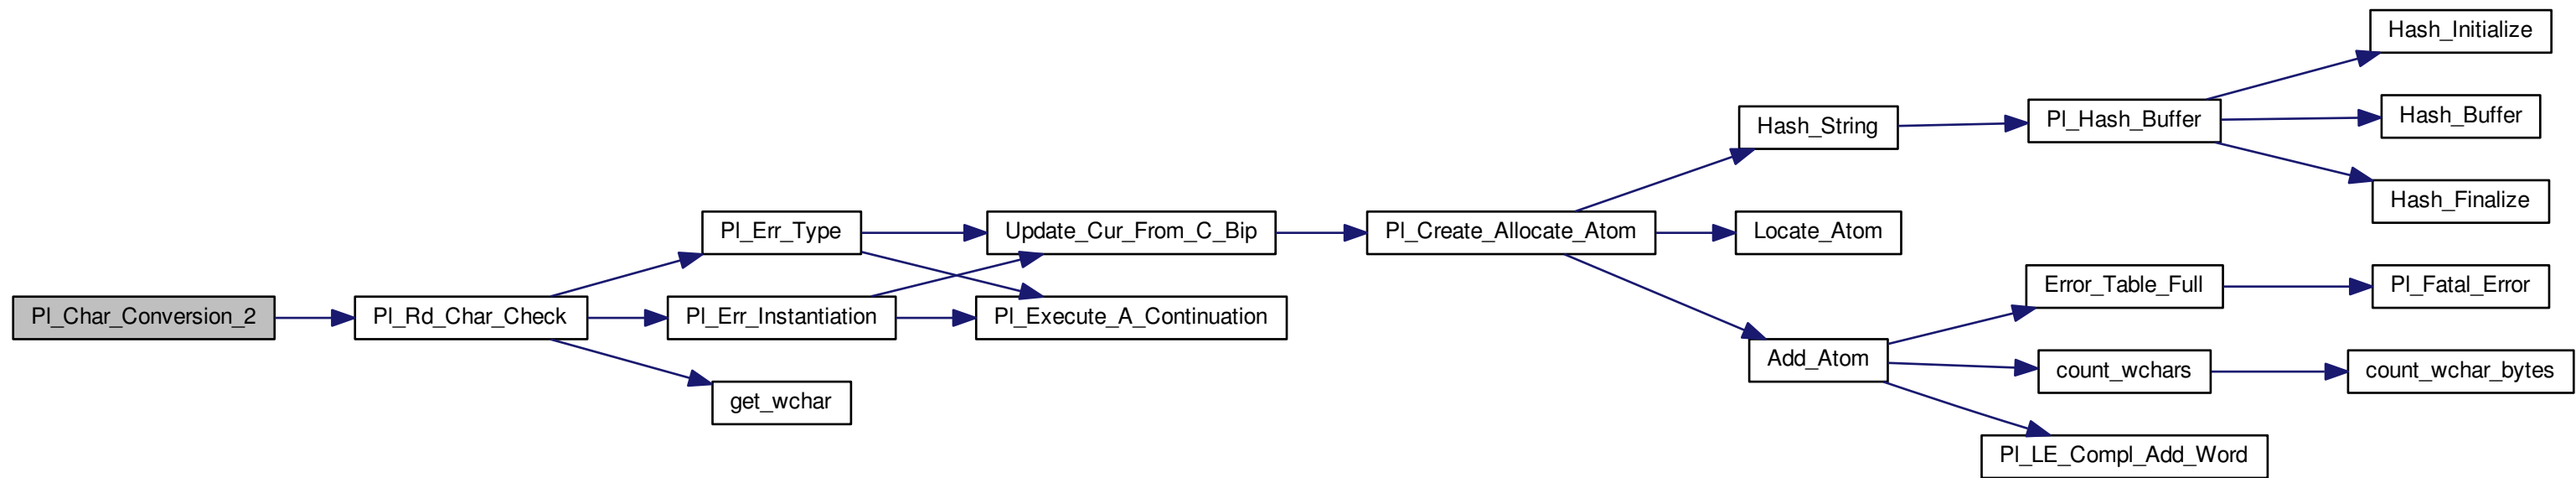 Pl_Char_Conversion_2
Pl_Rd_Char_Check
Pl_Err_Type
Pl_Err_Instantiation
get_wchar
Update_Cur_From_C_Bip
Pl_Execute_A_Continuation
Pl_Create_Allocate_Atom
Hash_String
Locate_Atom
Add_Atom
Pl_Hash_Buffer
Error_Table_Full
count_wchars
Pl_LE_Compl_Add_Word
Hash_Initialize
Hash_Buffer
Hash_Finalize
Pl_Fatal_Error
count_wchar_bytes